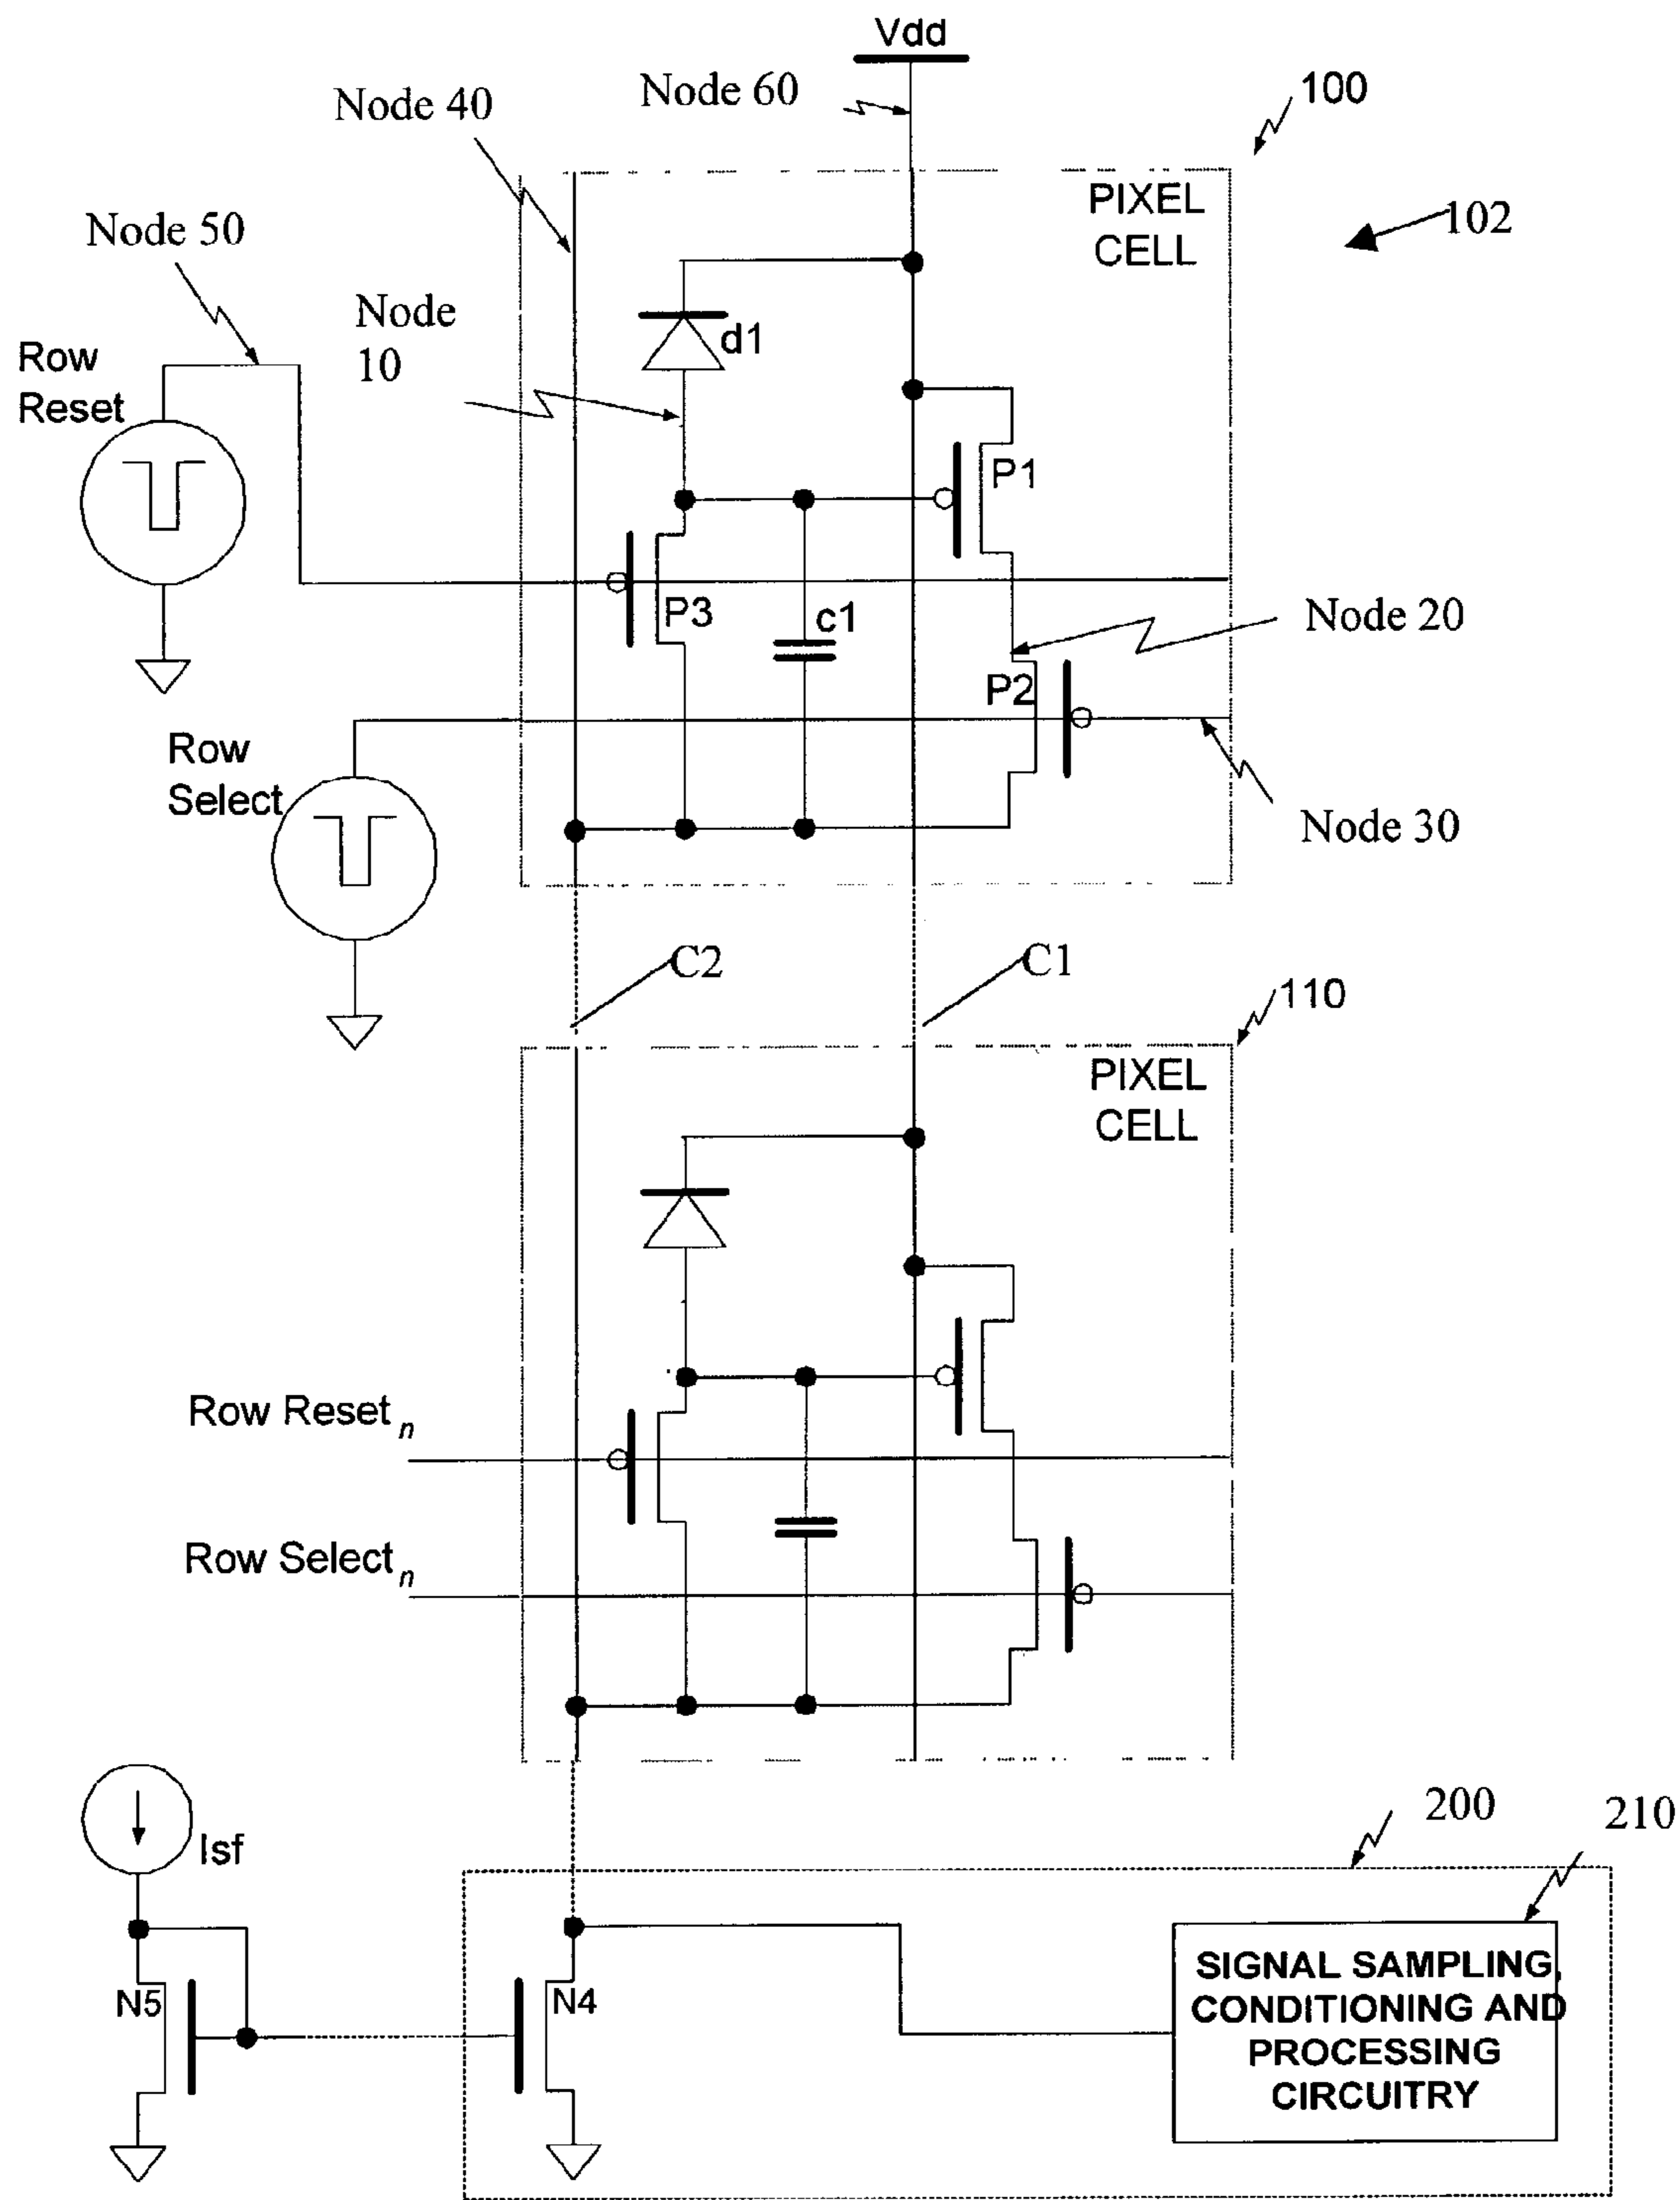 Vdd
Node 60
Node 40
100
PIXEL
CELL
102
Node 50
Node
10
d1
Row
Reset
P1
P3
c1
Node 20
P2
Row
Select
Node 30
C2
C1
110
PIXEL
CELL
Row Reset n
Row Select n
200
210
Isf
N5
N4
SIGNAL SAMPLING,
CONDITIONING AND
PROCESSING
CIRCUITRY